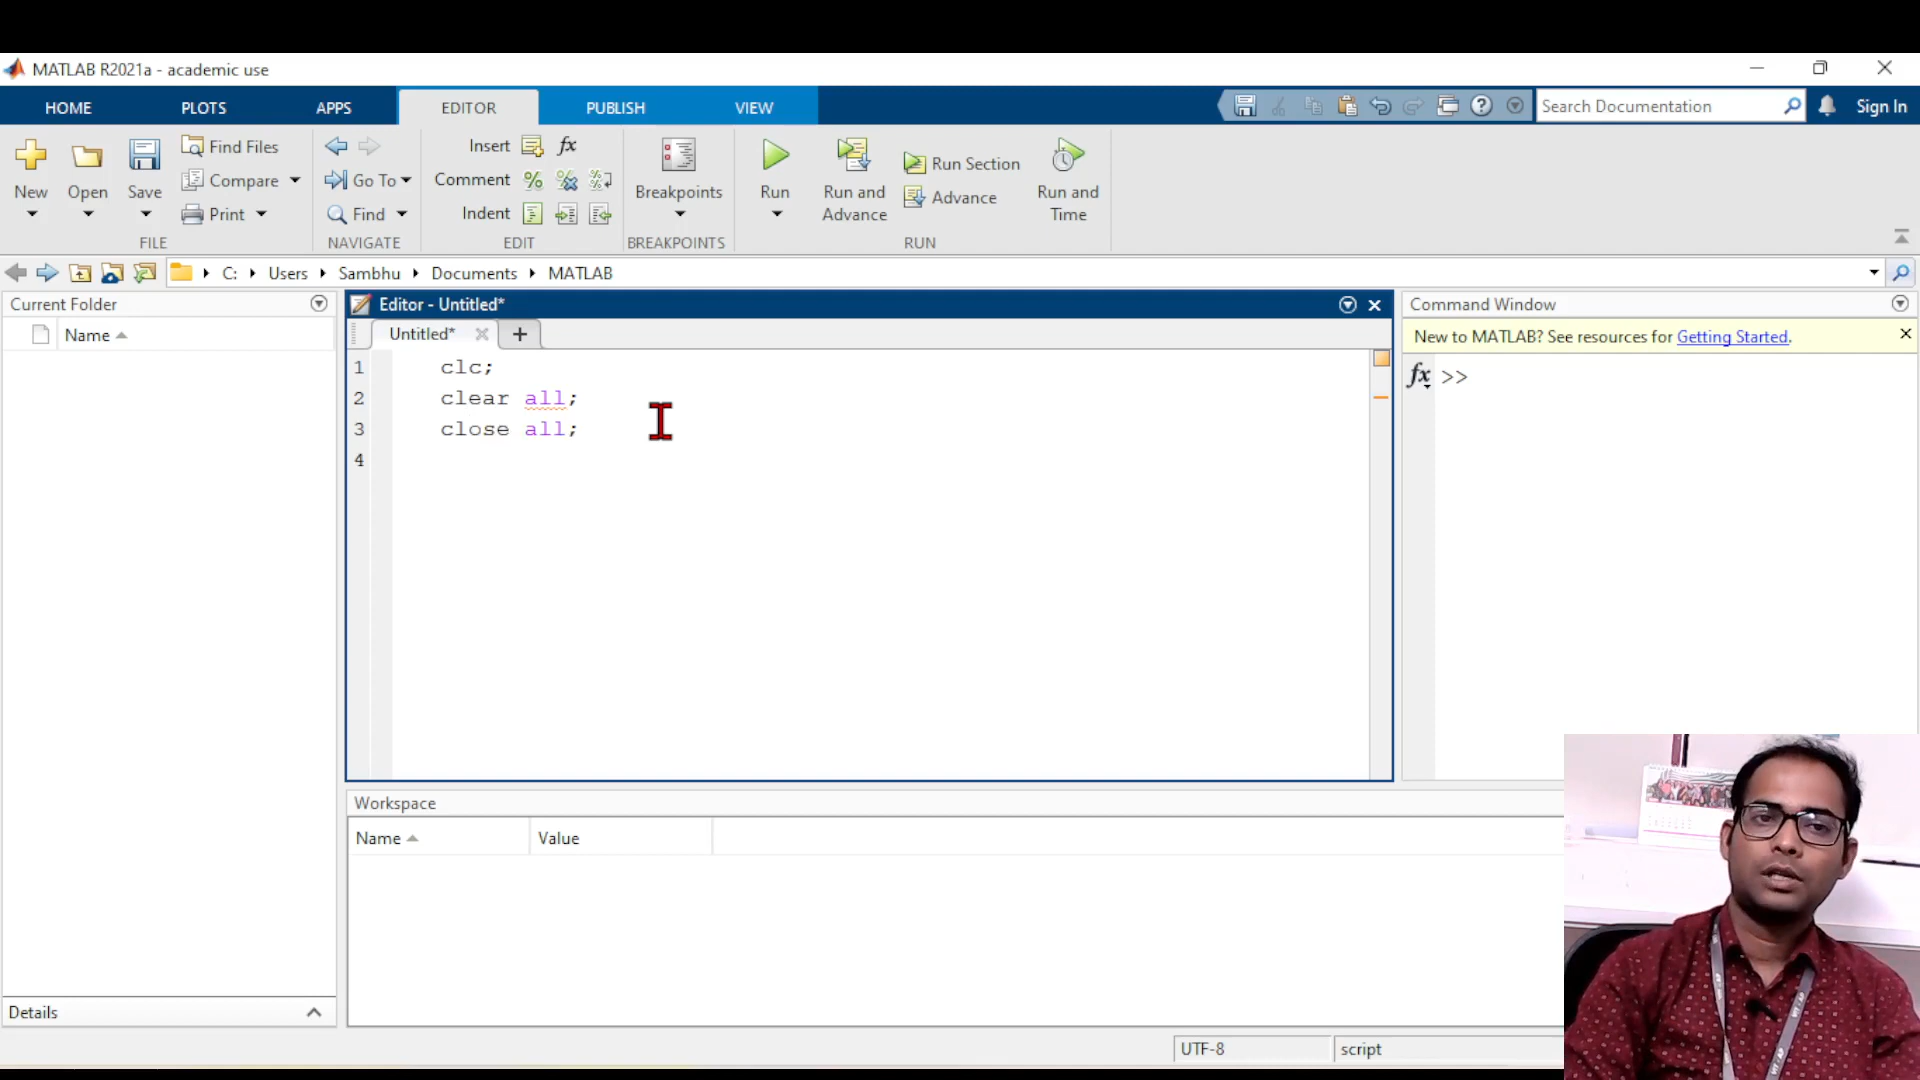 MATLAB R2021a - academic use
HOME PLOTS APPS EDITOR PUBLISH VIEW Search Documentation Sign In
New Open Save Find Files Compare Print FILE
Go To Find NAVIGATE
Insert fx Comment Indent EDIT
Breakpoints BREAKPOINTS
Run Run and Advance Run Section Advance Run and Time RUN
C: Users Sambhu Documents MATLAB
Current Folder
Name
Details
Editor - Untitled*
Untitled* +
1 clc;
2 clear all;
3 close all;
4
Command Window
New to MATLAB? See resources for Getting Started.
fx >>
Workspace
Name Value
UTF-8 script